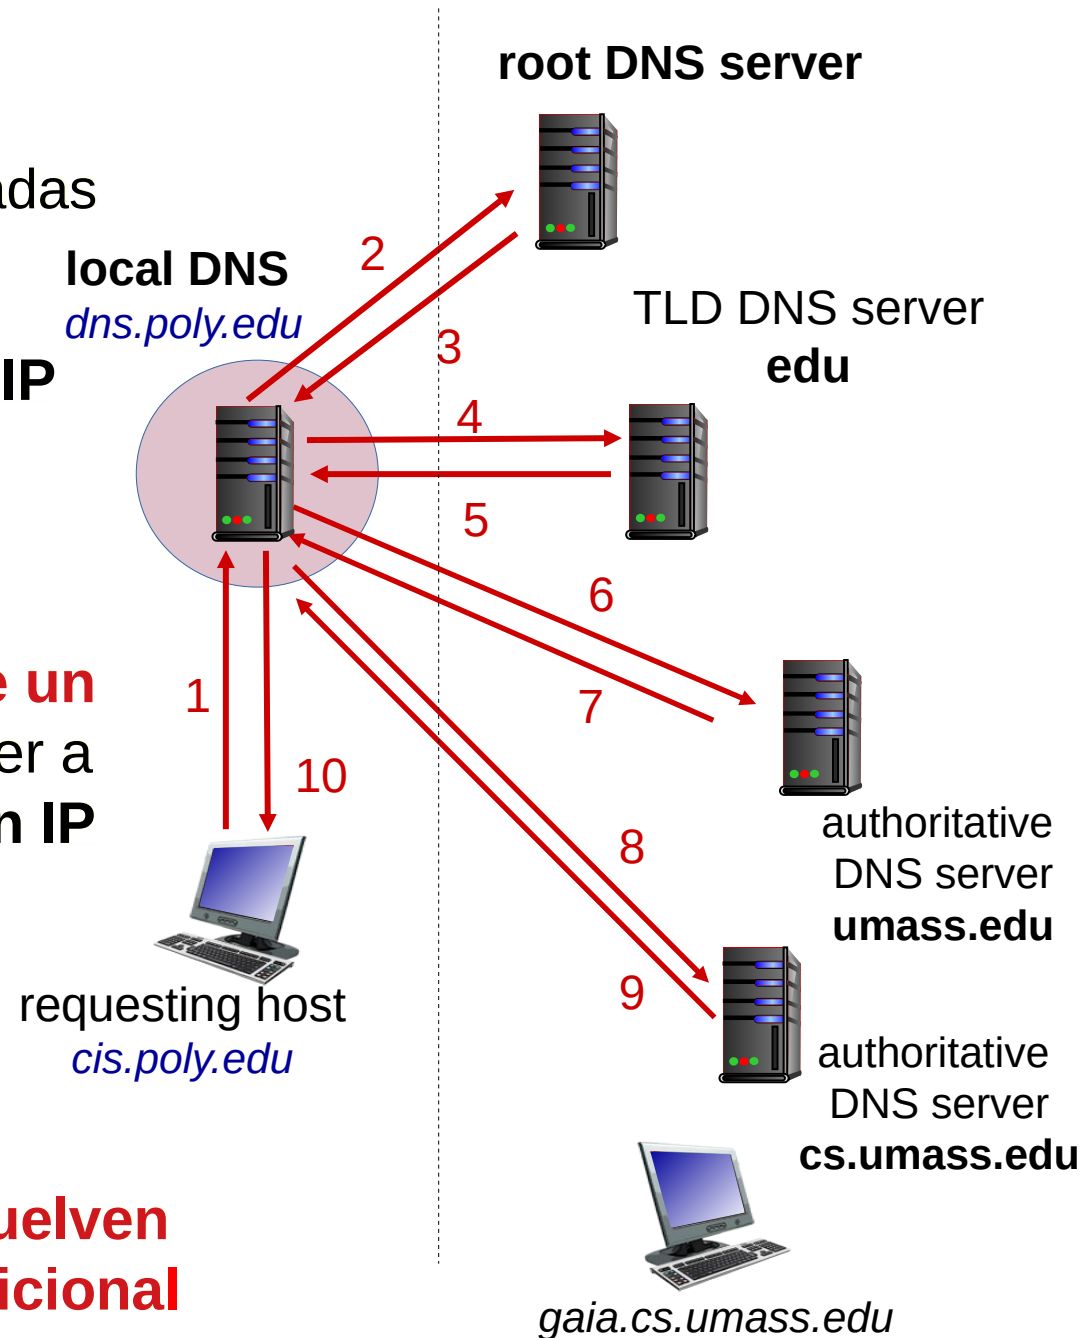 root DNS server
adas
local DNS
dns.poly.edu
2
3
TLD DNS server
edu
IP
4
5
6
7
e un
er a
n IP
1
10
8
9
authoritative
DNS server
umass.edu
requesting host
cis.poly.edu
authoritative
DNS server
cs.umass.edu
uelven
icional
gaia.cs.umass.edu